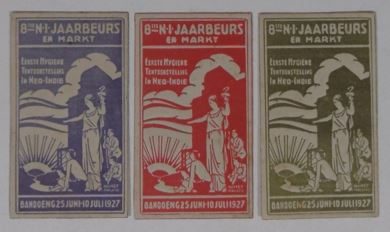 8STE N·I·JAARBEURS
EN MARKT
EERSTE HYGIENE
TENTOONSTELLING
IN NED-INDIE
BANDOENG 25 JUNI-10 JULI 1927
8STE N·I·JAARBEURS
EN MARKT
EERSTE HYGIENE
TENTOONSTELLING
IN NED-INDIE
BANDOENG 25 JUNI-10 JULI 1927
8STE N·I·JAARBEURS
EN MARKT
EERSTE HYGIENE
TENTOONSTELLING
IN NED-INDIE
BANDOENG 25 JUNI-10 JULI 1927